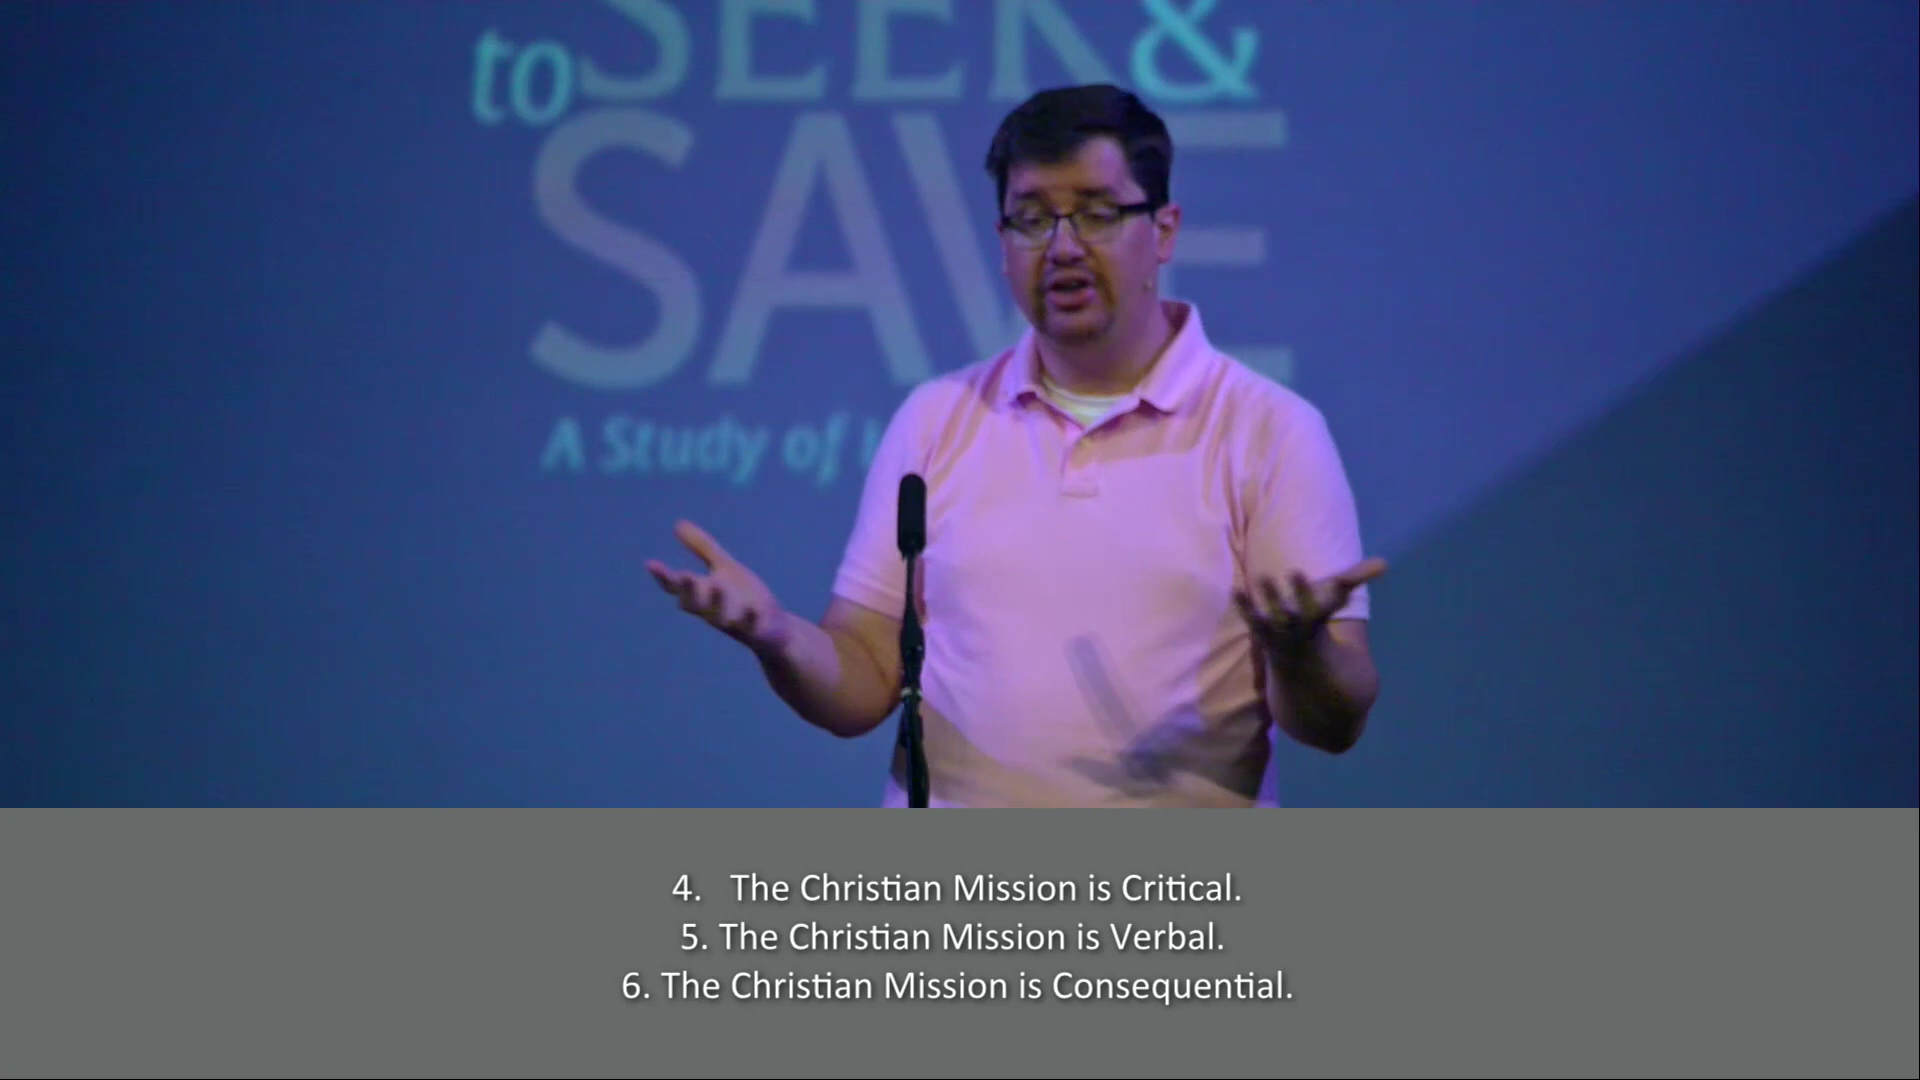 to SEEK &
SAVE
A Study of
4. The Christian Mission is Critical.
5. The Christian Mission is Verbal.
6. The Christian Mission is Consequential.